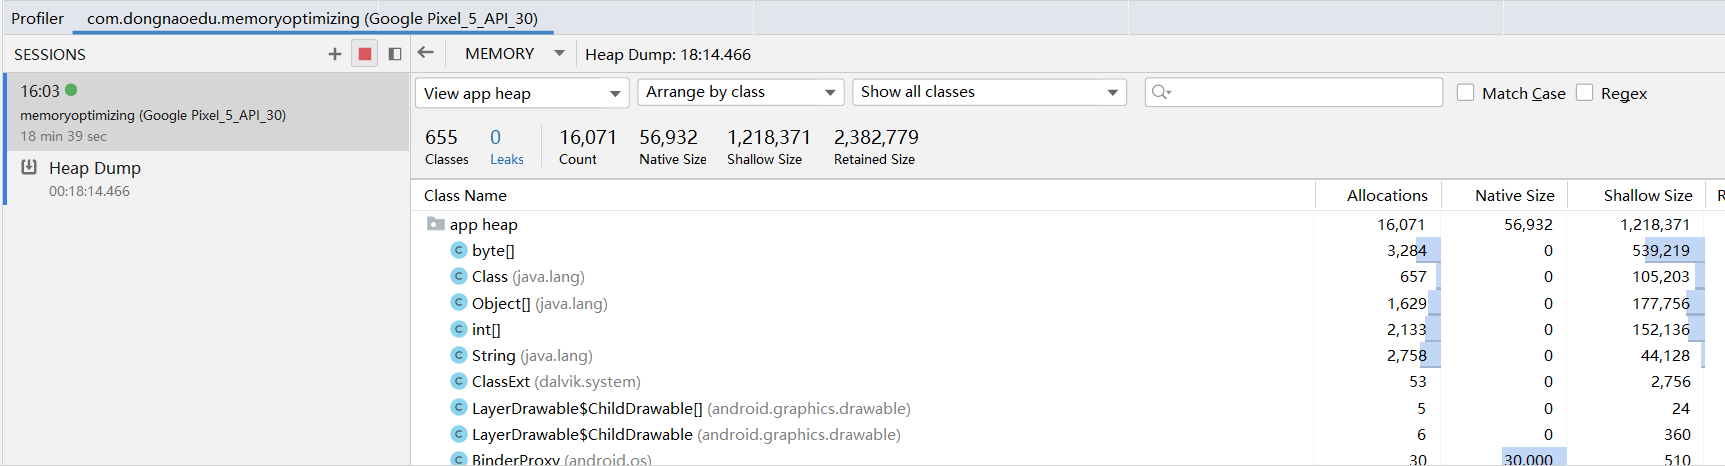 Profiler com.dongnaoedu.memoryoptimizing (Google Pixel_5_API_30)
SESSIONS MEMORY Heap Dump: 18:14.466
16:03
memoryoptimizing (Google Pixel_5_API_30)
18 min 39 sec
Heap Dump
00:18:14.466
View app heap Arrange by class Show all classes Match Case Regex
655 0 16,071 56,932 1,218,371 2,382,779
Classes Leaks Count Native Size Shallow Size Retained Size
Class Name Allocations Native Size Shallow Size R
app heap 16,071 56,932 1,218,371
byte[] 3,284 0 539,219
Class (java.lang) 657 0 105,203
Object[] (java.lang) 1,629 0 177,756
int[] 2,133 0 152,136
String (java.lang) 2,758 0 44,128
ClassExt (dalvik.system) 53 0 2,756
LayerDrawable$ChildDrawable[] (android.graphics.drawable) 5 0 24
LayerDrawable$ChildDrawable (android.graphics.drawable) 6 0 360
BinderProxy (android.os) 30 30,000 510